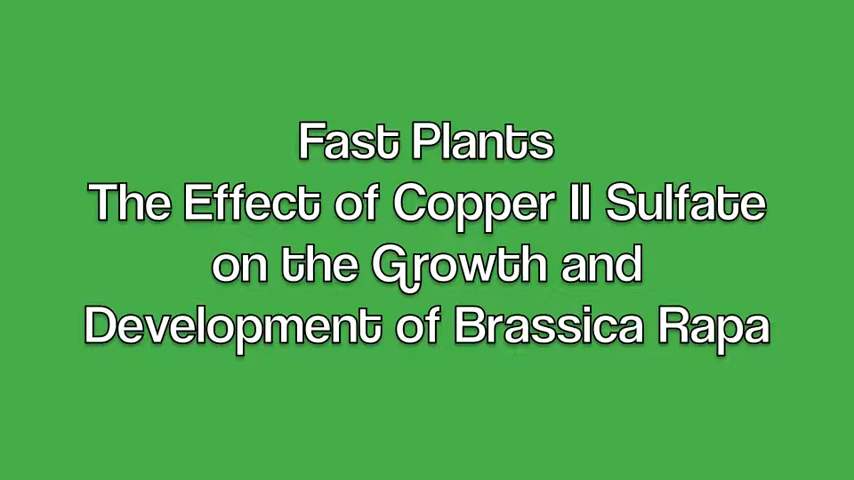 Fast Plants
The Effect of Copper II Sulfate
on the Growth and
Development of Brassica Rapa